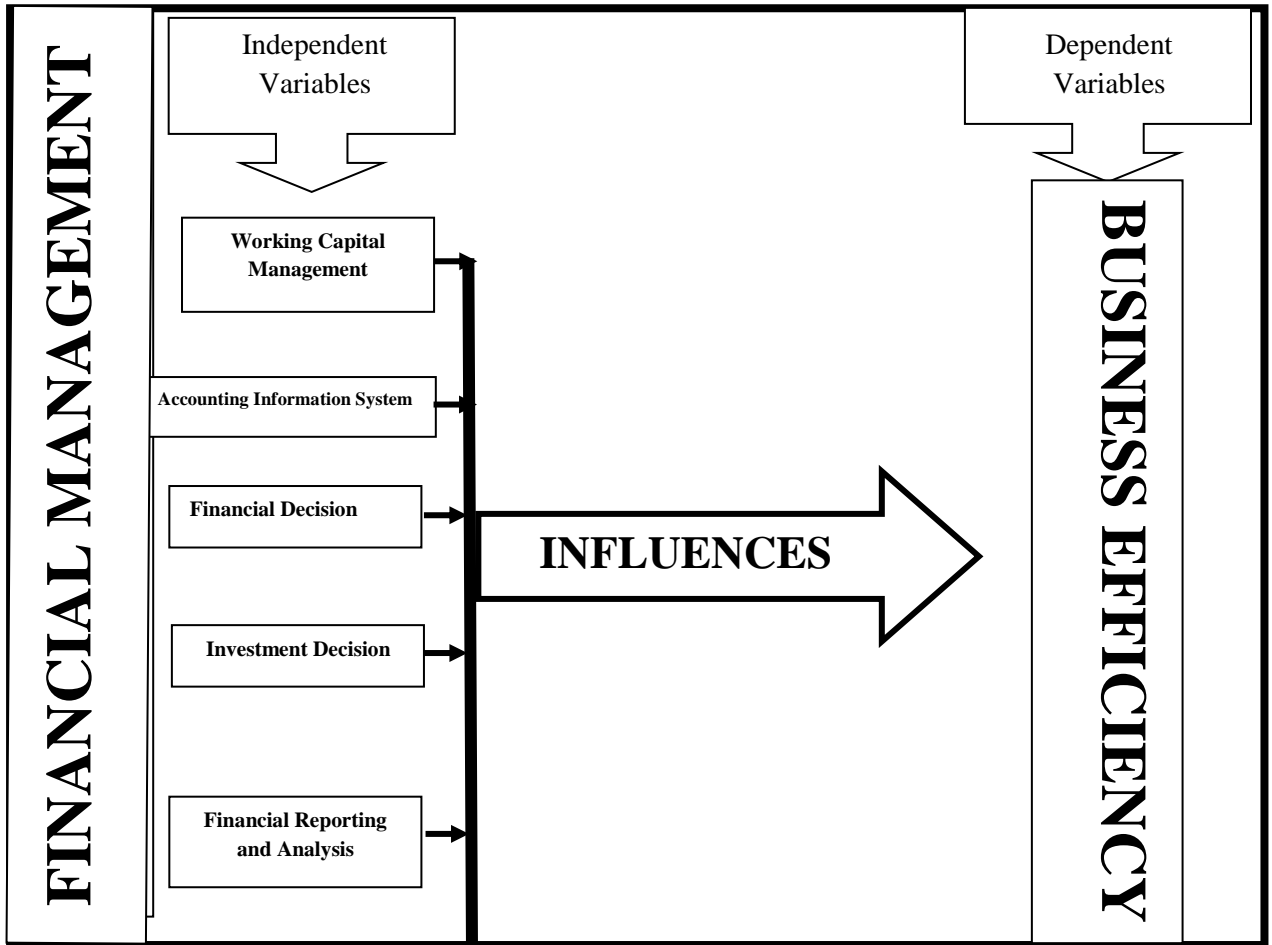 FINANCIAL MANAGEMENT
Independent
Variables
Working Capital
Management
Accounting Information System
Financial Decision
Investment Decision
Financial Reporting
and Analysis
INFLUENCES
Dependent
Variables
BUSINESS EFFICIENCY